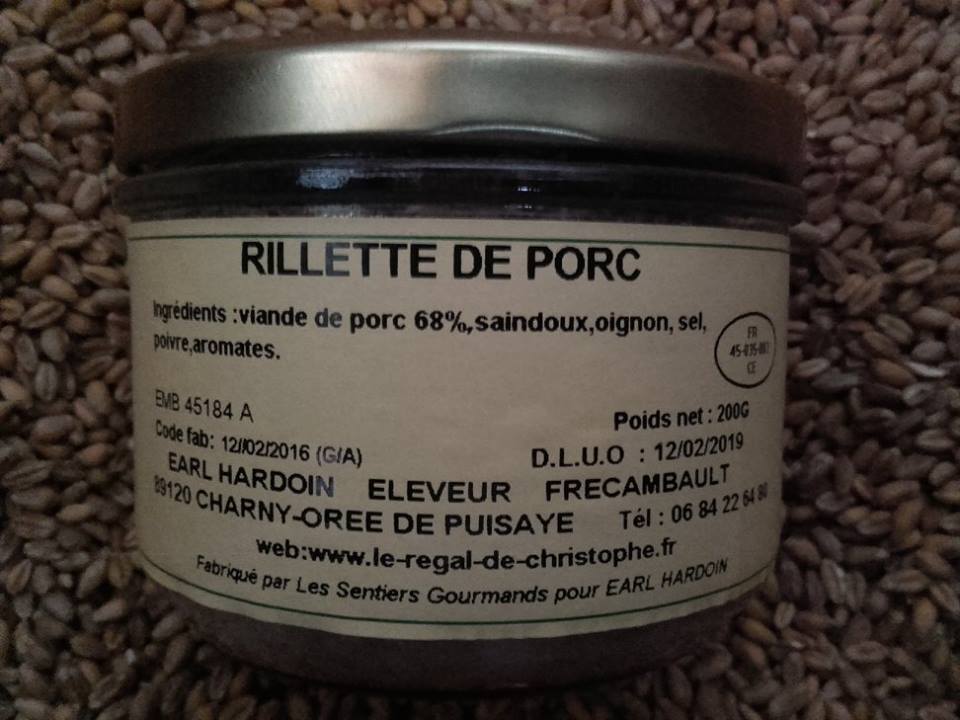 RILLETTE DE PORC
Ingrédients :viande de porc 68%,saindoux,oignon, sel,
poivre,aromates.
FR
CE
EMB 45184 A
Poids net : 200G
Code fab: 12/02/2016 (G/A)
D.L.U.O : 12/02/2019
EARL HARDOIN ELEVEUR FRECAMBAULT
89120 CHARNY-OREE DE PUISAYE Tél : 06 84 22 64
web:www.le-regal-de-christophe.fr
Fabriqué par Les Sentiers Gourmands pour EARL HARDOIN